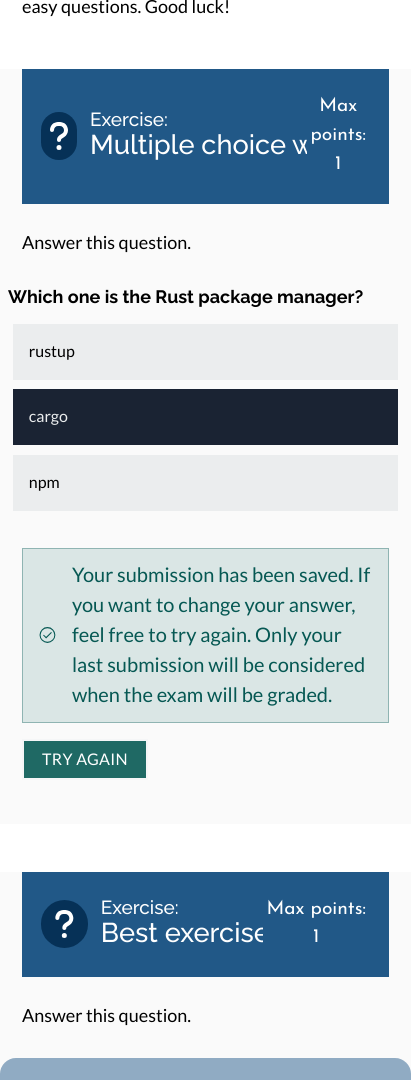 easy questions. Good luck!
?
Exercise:
Multiple choice w
Max
points:
1
Answer this question.
Which one is the Rust package manager?
rustup
cargo
npm
Your submission has been saved. If
you want to change your answer,
feel free to try again. Only your
last submission will be considered
when the exam will be graded.
TRY AGAIN
?
Exercise:
Best exercise
Max points:
1
Answer this question.